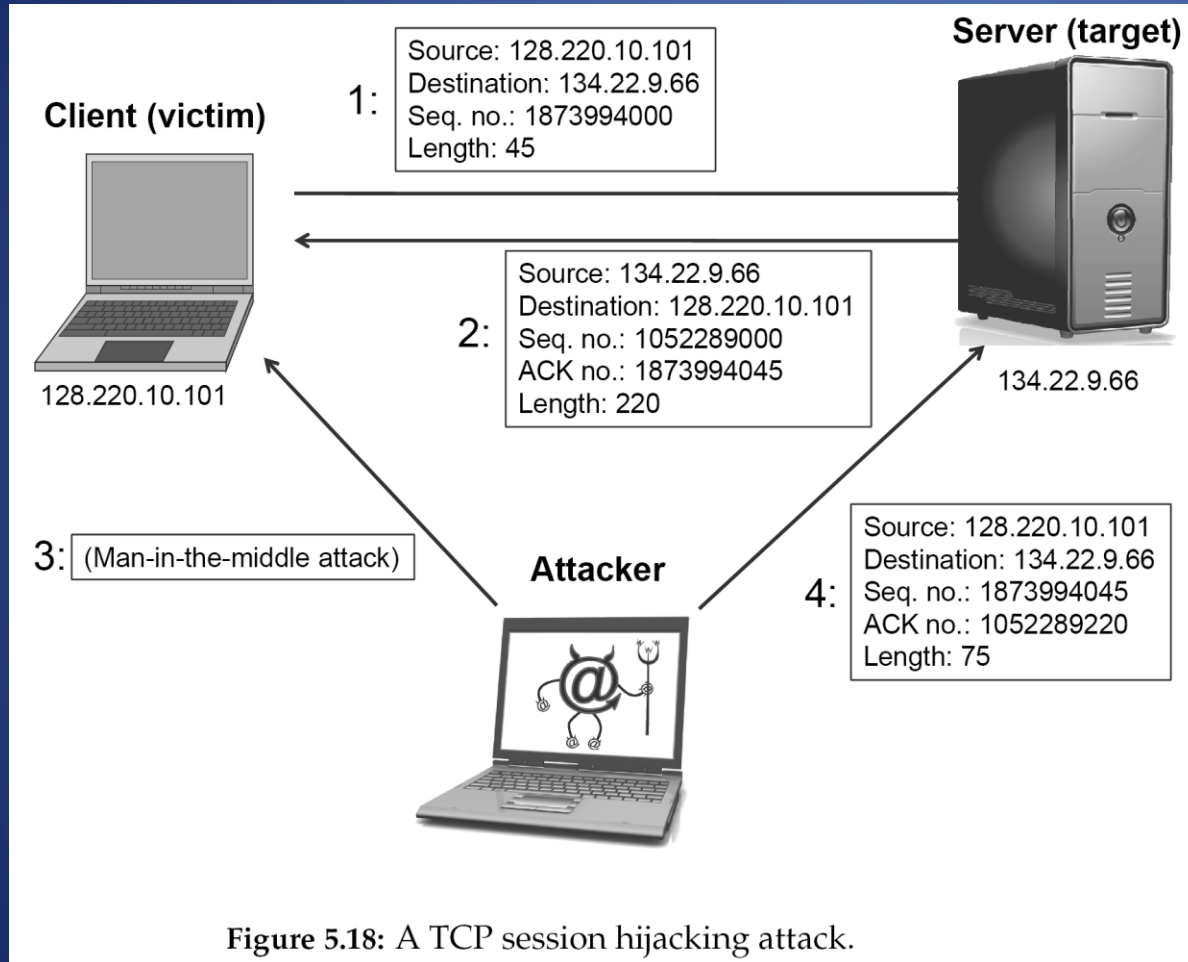 Client (victim)
128.220.10.101
1:
Source: 128.220.10.101
Destination: 134.22.9.66
Seq. no.: 1873994000
Length: 45
Server (target)
134.22.9.66
2:
Source: 134.22.9.66
Destination: 128.220.10.101
Seq. no.: 1052289000
ACK no.: 1873994045
Length: 220
3:
(Man-in-the-middle attack)
Attacker
@
4:
Source: 128.220.10.101
Destination: 134.22.9.66
Seq. no.: 1873994045
ACK no.: 1052289220
Length: 75
Figure 5.18: A TCP session hijacking attack.